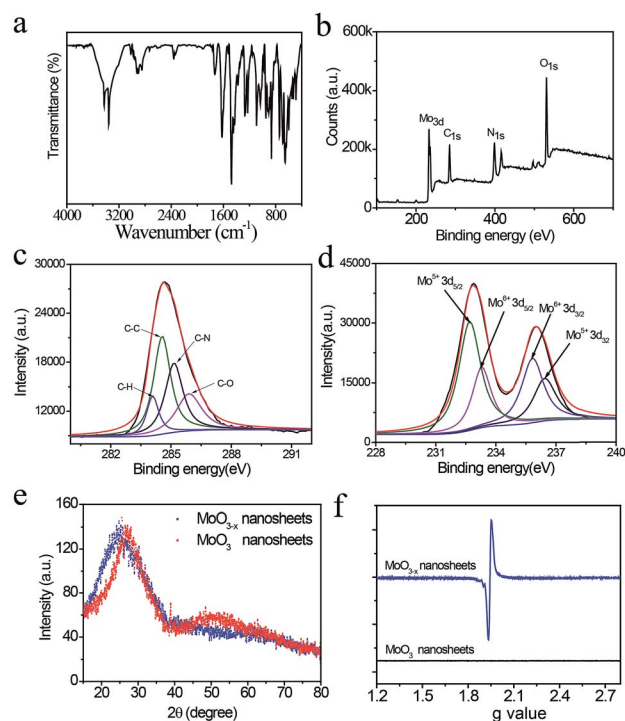 a
Transmittance (%)
4000 3200 2400 1600 800
Wavenumber (cm-1)
b
600k
400k
200k
0
Counts (a.u.)
Mo3d
C1s
N1s
O1s
200 400 600
Binding energy (eV)
c
30000
24000
18000
12000
Intensity (a.u.)
C-C
C-N
C-H
C-O
282 285 288 291
Binding energy(eV)
d
45000
30000
15000
0
Intensity(a.u.)
Mo5+ 3d5/2
Mo6+ 3d5/2
Mo6+ 3d3/2
Mo5+ 3d32
228 231 234 237 240
Binding energy(eV)
e
160
120
80
40
0
Intensity (a.u.)
MoO3-x nanosheets
MoO3 nanosheets
20 30 40 50 60 70 80
2θ (degree)
f
Intensity (a.u.)
MoO3-x nanosheets
MoO3 nanosheets
1.2 1.5 1.8 2.1 2.4 2.7
g value